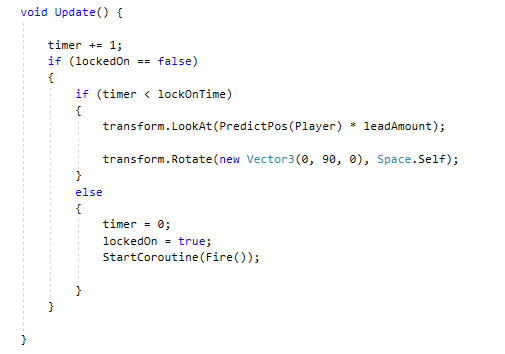 void Update() {
timer += 1;
if (lockedOn == false)
{
if (timer < lockOnTime)
{
transform.LookAt(PredictPos(Player) * leadAmount);
transform.Rotate(new Vector3(0, 90, 0), Space.Self);
}
else
{
timer = 0;
lockedOn = true;
StartCoroutine(Fire());
}
}
}